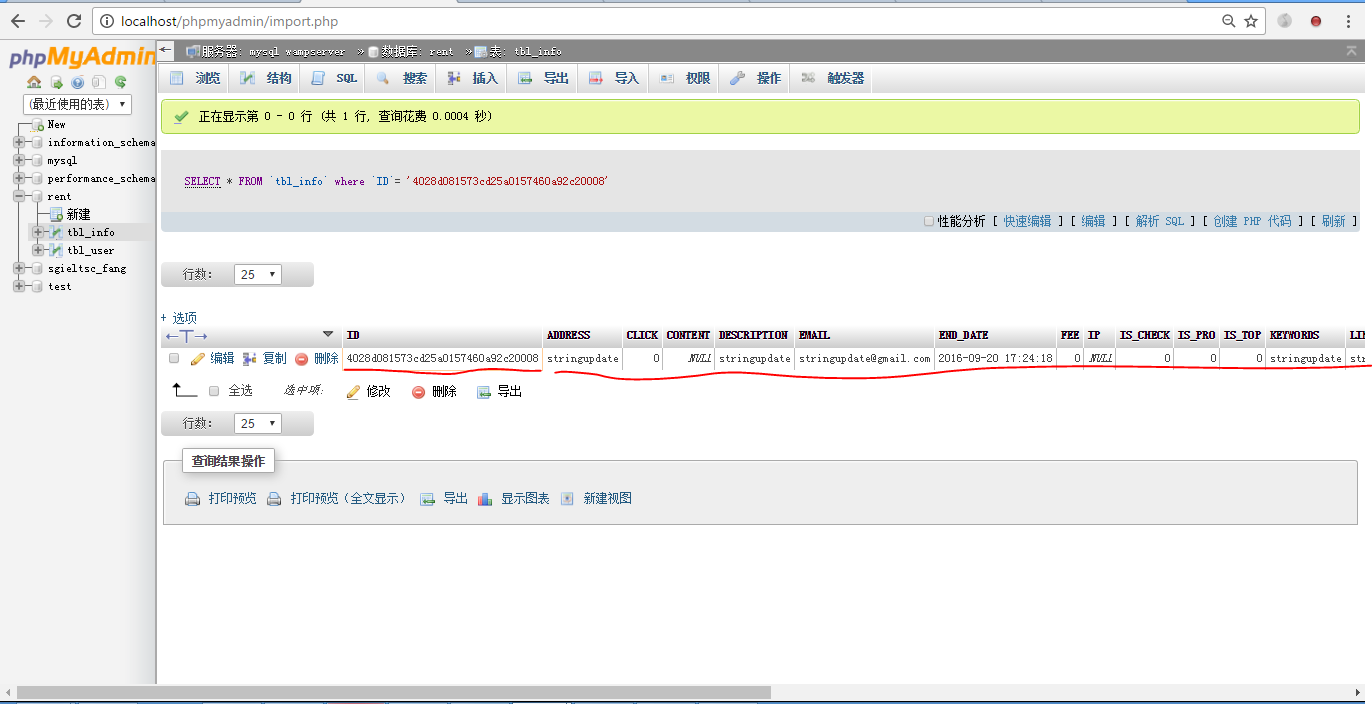 localhost/phpmyadmin/import.php
phpMyAdmin
(最近使用的表)
New
information_schema
mysql
performance_schema
rent
新建
tbl_info
tbl_user
sgieltsc_fang
test
服务器: mysql wampserver » 数据库: rent » 表: tbl_info
浏览 结构 SQL 搜索 插入 导出 导入 权限 操作 触发器
正在显示第 0 - 0 行 (共 1 行, 查询花费 0.0004 秒)
SELECT * FROM `tbl_info` where `ID`= '4028d081573cd25a0157460a92c20008'
性能分析 [ 快速编辑 ] [ 编辑 ] [ 解析 SQL ] [ 创建 PHP 代码 ] [ 刷新 ]
行数: 25
+ 选项
←T→ ID ADDRESS CLICK CONTENT DESCRIPTION EMAIL END_DATE FEE IP IS_CHECK IS_PRO IS_TOP KEYWORDS
编辑 复制 删除 4028d081573cd25a0157460a92c20008 stringupdate 0 NULL stringupdate stringupdate@gmail.com 2016-09-20 17:24:18 0 NULL 0 0 0 stringupdate
全选 选中项: 修改 删除 导出
行数: 25
查询结果操作
打印预览 打印预览(全文显示) 导出 显示图表 新建视图